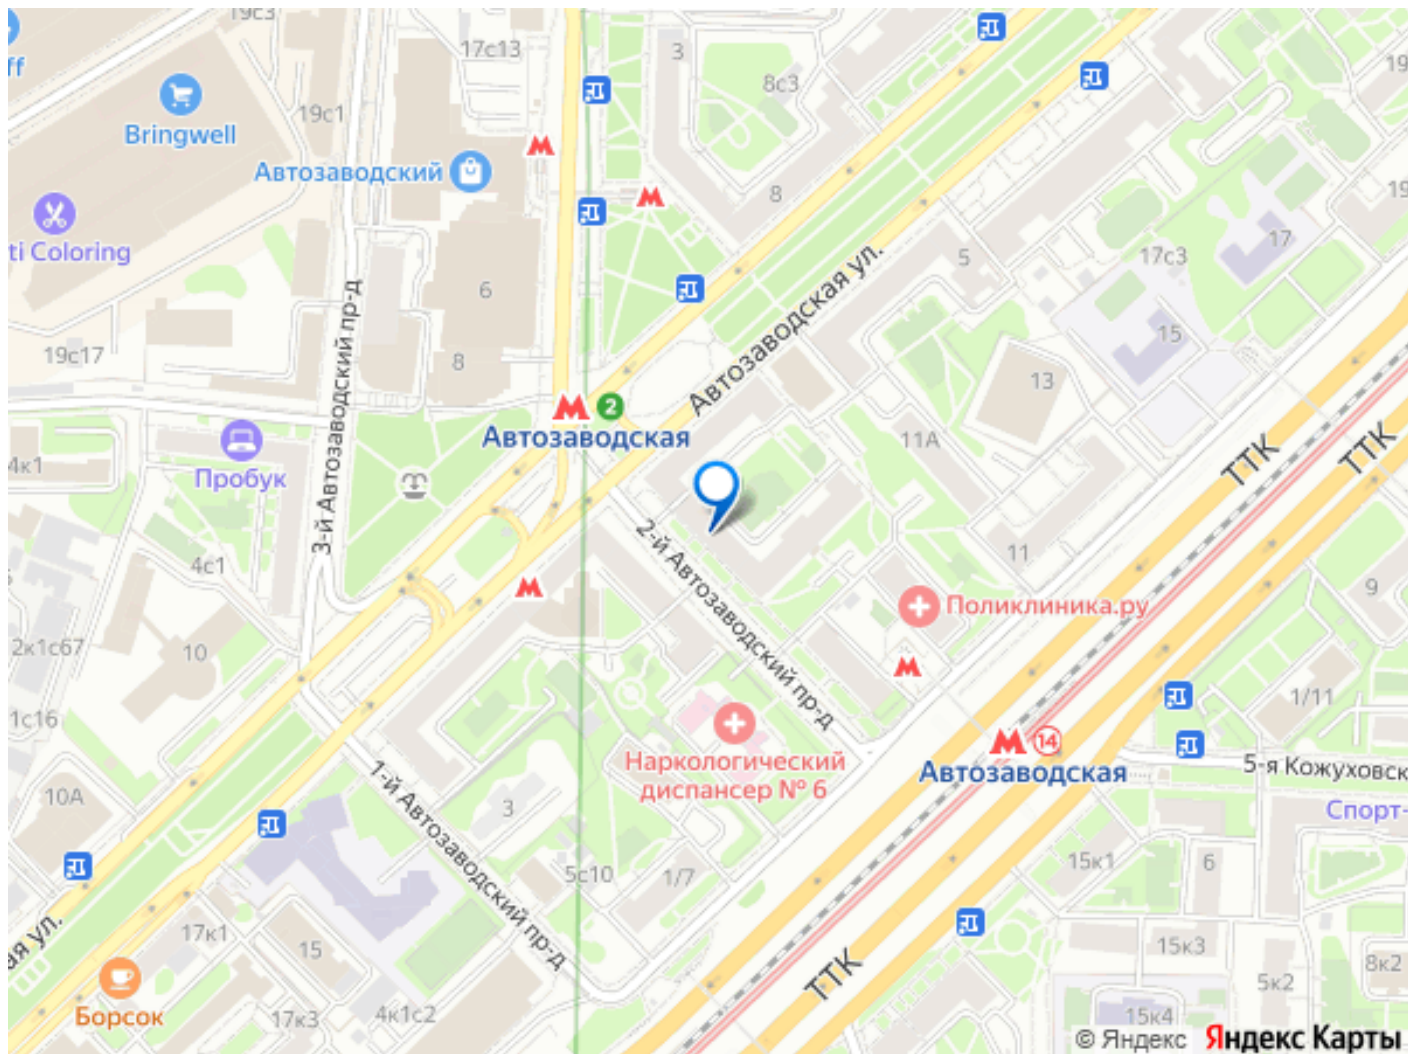 19с3
17с13
3
8с3
19
ff
Bringwell
19с1
Автозаводский
8
19
ti Coloring
6
5
17с3
17
Автозаводская ул.
3-й Автозаводский пр-д
19с17
8
15
13
2
Автозаводская
11А
ТТК
ТТК
4к1
Пробук
2-й Автозаводский пр-д
4с1
11
9
Поликлиника.ру
2к1с67
10
1с16
1/11
14
Автозаводская
Наркологический
диспансер № 6
5-я Кожуховск
1-й Автозаводский пр-д
10А
3
Спорт-
5с10
1/7
15к1
6
ая ул.
17к1
15
ТТК
15к3
5к2
8к2
Борсок
17к3
4к1с2
15к4
© Яндекс Яндекс Карты